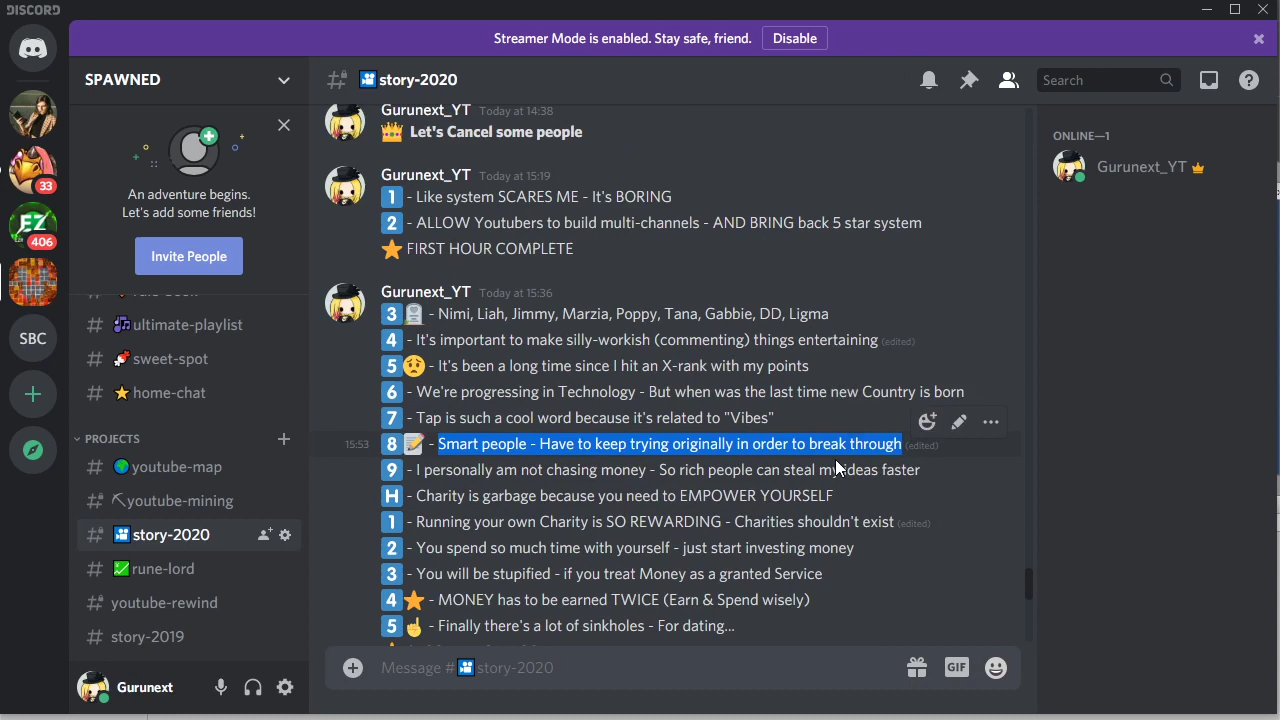 DISCORD
Streamer Mode is enabled. Stay safe, friend.
Disable
SPAWNED
story-2020
Search
An adventure begins.
Let's add some friends!
Invite People
33
406
SBC
ultimate-playlist
sweet-spot
home-chat
PROJECTS
youtube-map
youtube-mining
story-2020
rune-lord
youtube-rewind
story-2019
Gurunext
Gurunext_YT Today at 14:38
Let's Cancel some people
Gurunext_YT Today at 15:19
1 - Like system SCARES ME - It's BORING
2 - ALLOW Youtubers to build multi-channels - AND BRING back 5 star system
FIRST HOUR COMPLETE
Gurunext_YT Today at 15:36
3 - Nimi, Liah, Jimmy, Marzia, Poppy, Tana, Gabbie, DD, Ligma
4 - It's important to make silly-workish (commenting) things entertaining (edited)
5 - It's been a long time since I hit an X-rank with my points
6 - We're progressing in Technology - But when was the last time new Country is born
7 - Tap is such a cool word because it's related to "Vibes"
15:53 8 - Smart people - Have to keep trying originally in order to break through (edited)
9 - I personally am not chasing money - So rich people can steal my ideas faster
H - Charity is garbage because you need to EMPOWER YOURSELF
1 - Running your own Charity is SO REWARDING - Charities shouldn't exist (edited)
2 - You spend so much time with yourself - just start investing money
3 - You will be stupified - if you treat Money as a granted Service
4 - MONEY has to be earned TWICE (Earn & Spend wisely)
5 - Finally there's a lot of sinkholes - For dating...
Message # story-2020
GIF
ONLINE—1
Gurunext_YT